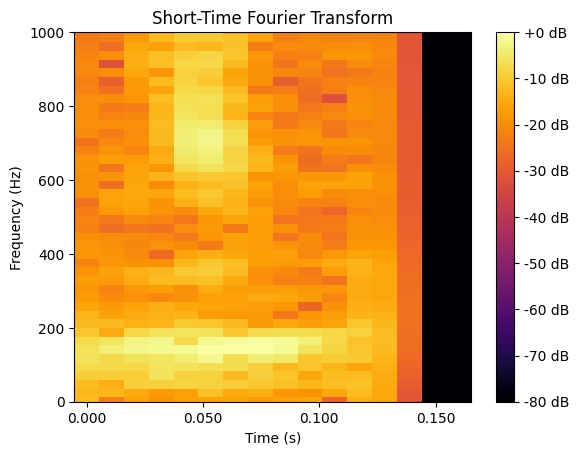 Short-Time Fourier Transform
1000
800
600
400
200
0
Frequency (Hz)
0.000
0.050
0.100
0.150
Time (s)
+0 dB
-10 dB
-20 dB
-30 dB
-40 dB
-50 dB
-60 dB
-70 dB
-80 dB